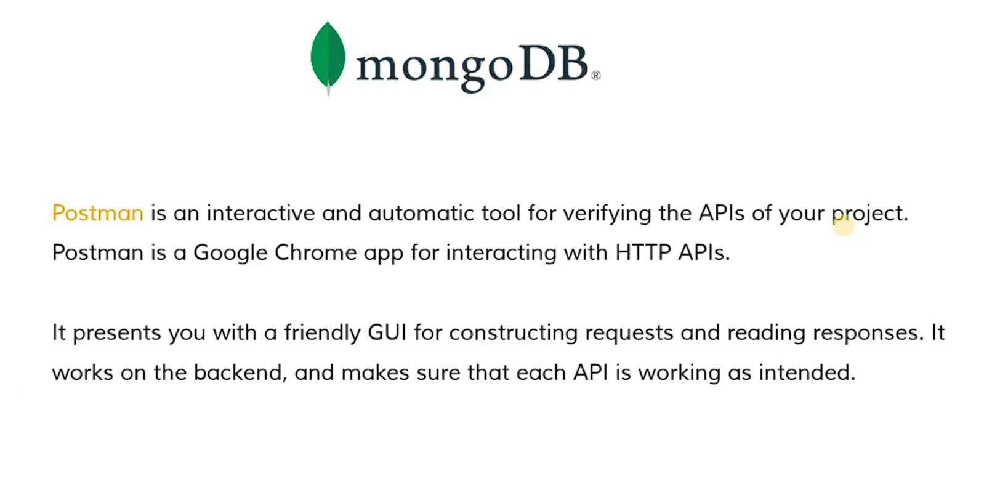 mongoDB®
Postman is an interactive and automatic tool for verifying the APIs of your project.
Postman is a Google Chrome app for interacting with HTTP APIs.
It presents you with a friendly GUI for constructing requests and reading responses. It
works on the backend, and makes sure that each API is working as intended.